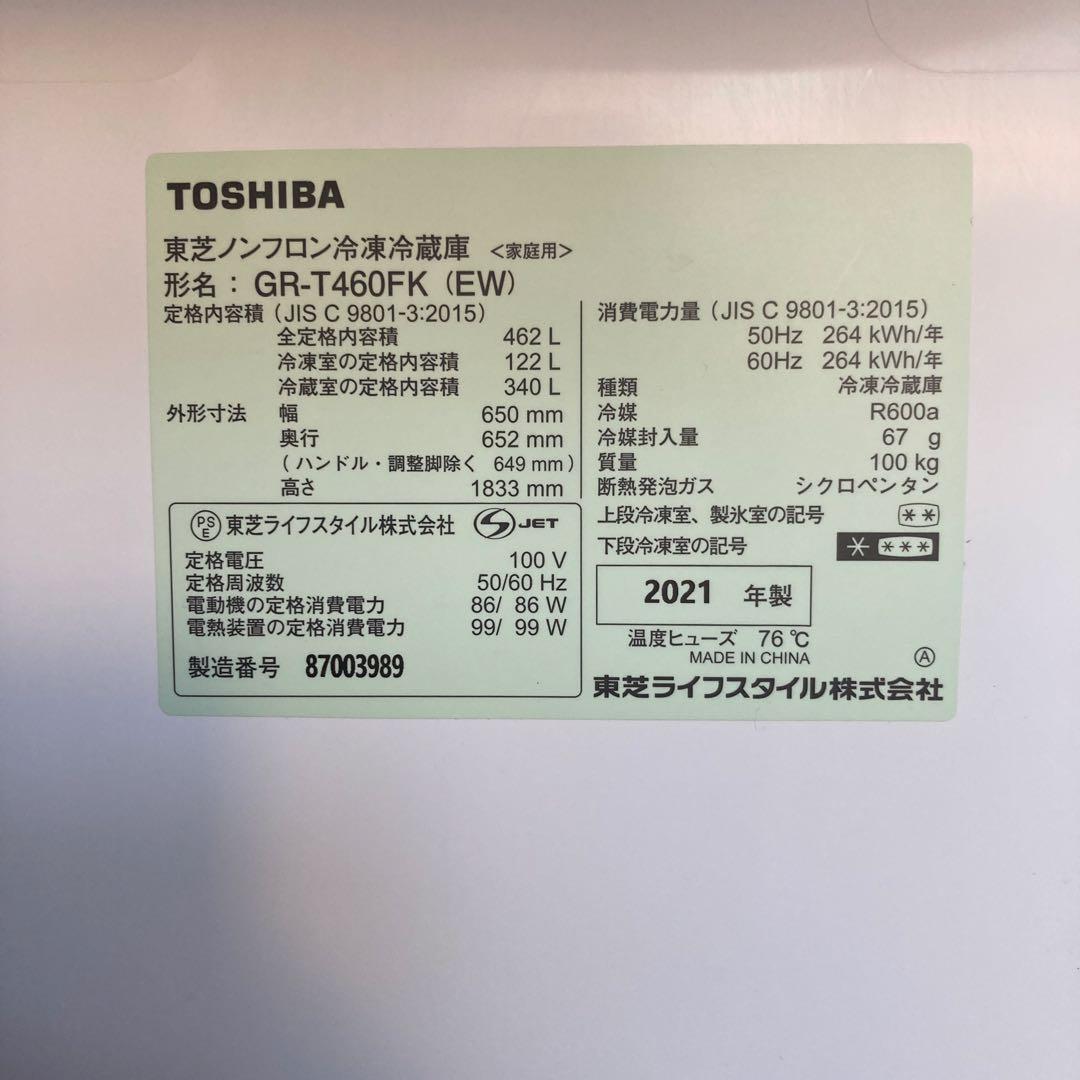 TOSHIBA
東芝ノンフロン冷凍冷蔵庫 <家庭用>
形名：GR-T460FK (EW)
定格内容積 (JIS C 9801-3:2015)
全定格内容積 462 L
冷凍室の定格内容積 122 L
冷蔵室の定格内容積 340 L
外形寸法 幅 650 mm
奥行 652 mm
(ハンドル・調整脚除く 649 mm)
高さ 1833 mm
PS E 東芝ライフスタイル株式会社 S JET
定格電圧 100 V
定格周波数 50/60 Hz
電動機の定格消費電力 86/ 86 W
電熱装置の定格消費電力 99/ 99 W
製造番号 87003989
消費電力量 (JIS C 9801-3:2015)
50Hz 264 kWh/年
60Hz 264 kWh/年
種類 冷凍冷蔵庫
冷媒 R600a
冷媒封入量 67 g
質量 100 kg
断熱発泡ガス シクロペンタン
上段冷凍室、製氷室の記号 **
下段冷凍室の記号 * ***
2021 年製
温度ヒューズ 76℃
MADE IN CHINA Ⓐ
東芝ライフスタイル株式会社